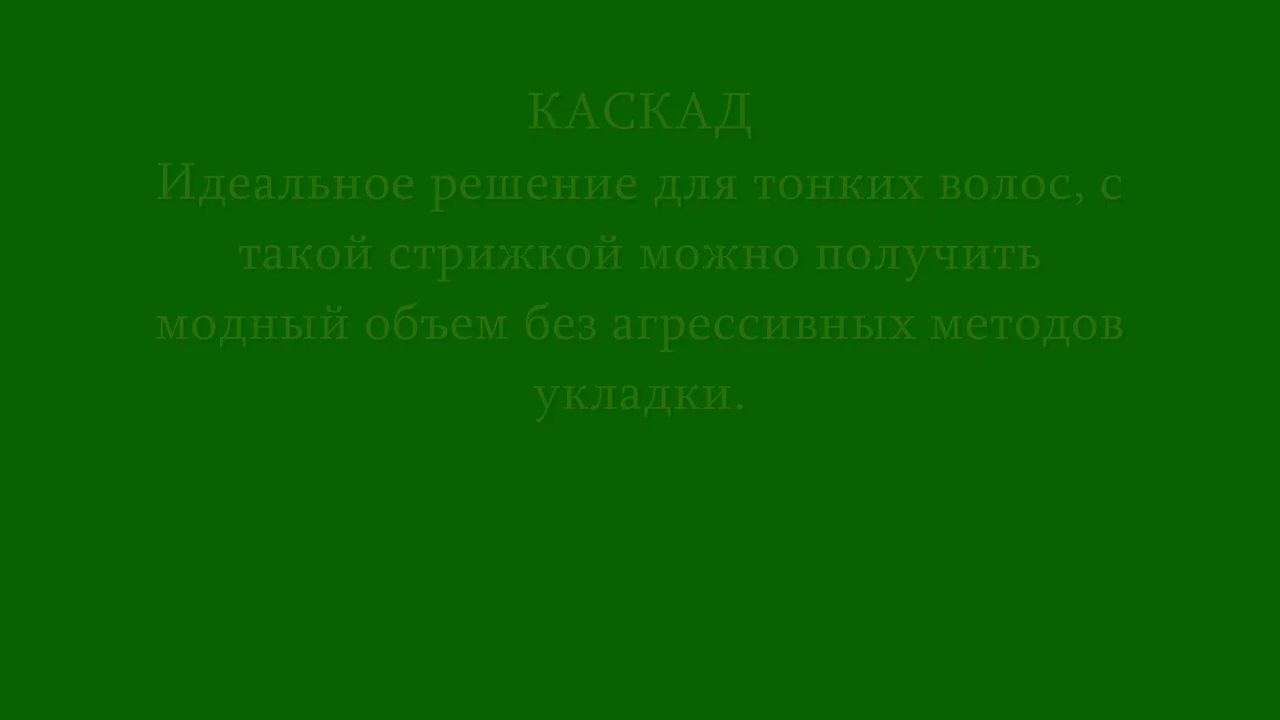 КАСКАД
Идеальное решение для тонких волос, с
такой стрижкой можно получить
модный объем без агрессивных методов
укладки.